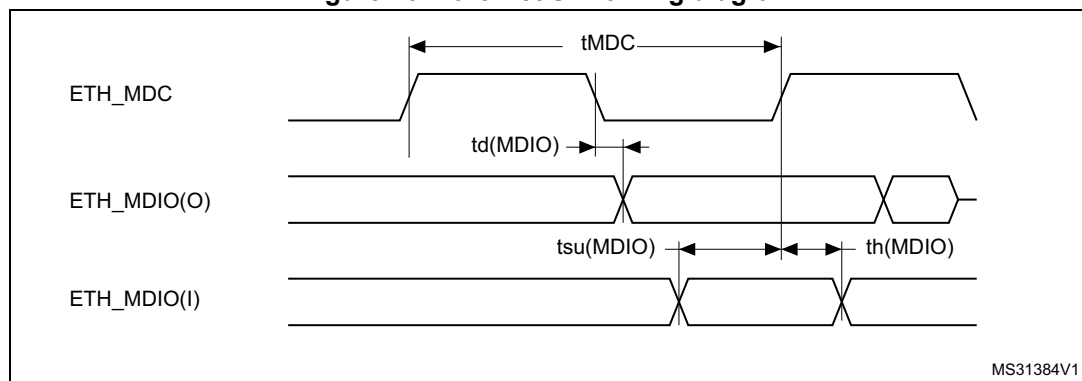 tMDC
ETH_MDC
td(MDIO)
ETH_MDIO(O)
tsu(MDIO)
th(MDIO)
ETH_MDIO(I)
MS31384V1